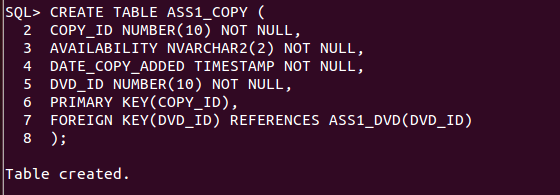 SQL> CREATE TABLE ASS1_COPY (
2 COPY_ID NUMBER(10) NOT NULL,
3 AVAILABILITY NVARCHAR2(2) NOT NULL,
4 DATE_COPY_ADDED TIMESTAMP NOT NULL,
5 DVD_ID NUMBER(10) NOT NULL,
6 PRIMARY KEY(COPY_ID),
7 FOREIGN KEY(DVD_ID) REFERENCES ASS1_DVD(DVD_ID)
8 );
Table created.